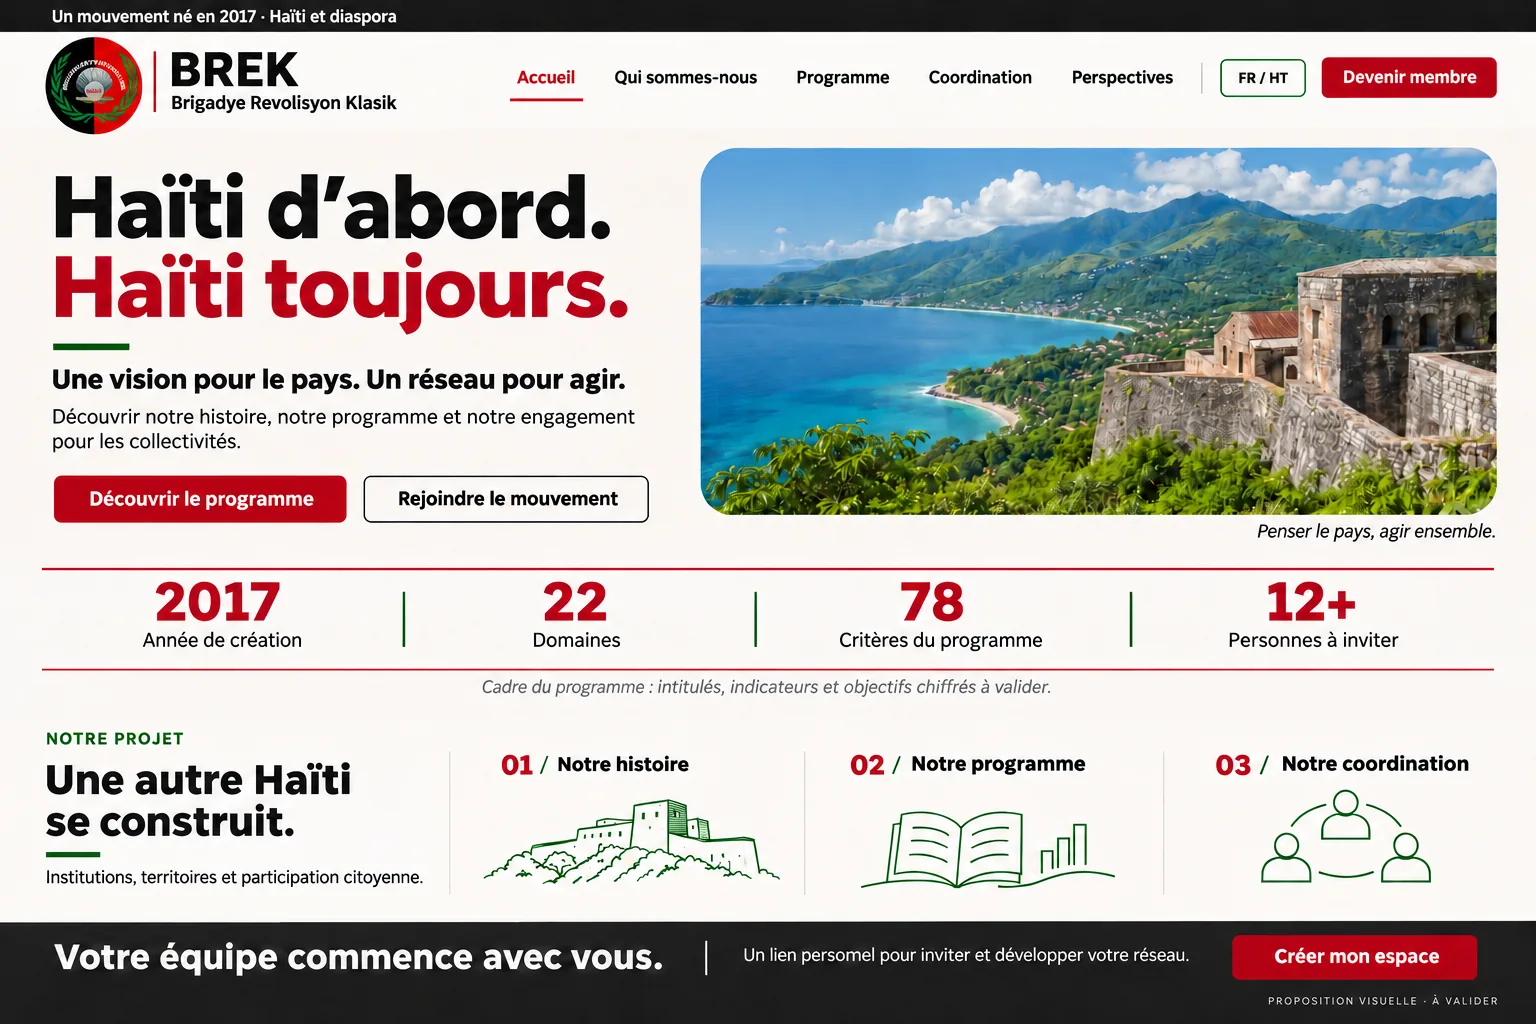 Un mouvement né en 2017 · Haïti et diaspora
BREK
Brigadye Revolisyon Klasik
Accueil
Qui sommes-nous
Programme
Coordination
Perspectives
FR / HT
Devenir membre
Haïti d’abord.
Haïti toujours.
Une vision pour le pays. Un réseau pour agir.
Découvrir notre histoire, notre programme et notre engagement
pour les collectivités.
Découvrir le programme
Rejoindre le mouvement
Penser le pays, agir ensemble.
2017
Année de création
22
Domaines
78
Critères du programme
12+
Personnes à inviter
Cadre du programme : intitulés, indicateurs et objectifs chiffrés à valider.
NOTRE PROJET
Une autre Haïti
se construit.
Institutions, territoires et participation citoyenne.
01 / Notre histoire
02 / Notre programme
03 / Notre coordination
Votre équipe commence avec vous.
Un lien personnel pour inviter et développer votre réseau.
Créer mon espace
PROPOSITION VISUELLE · À VALIDER